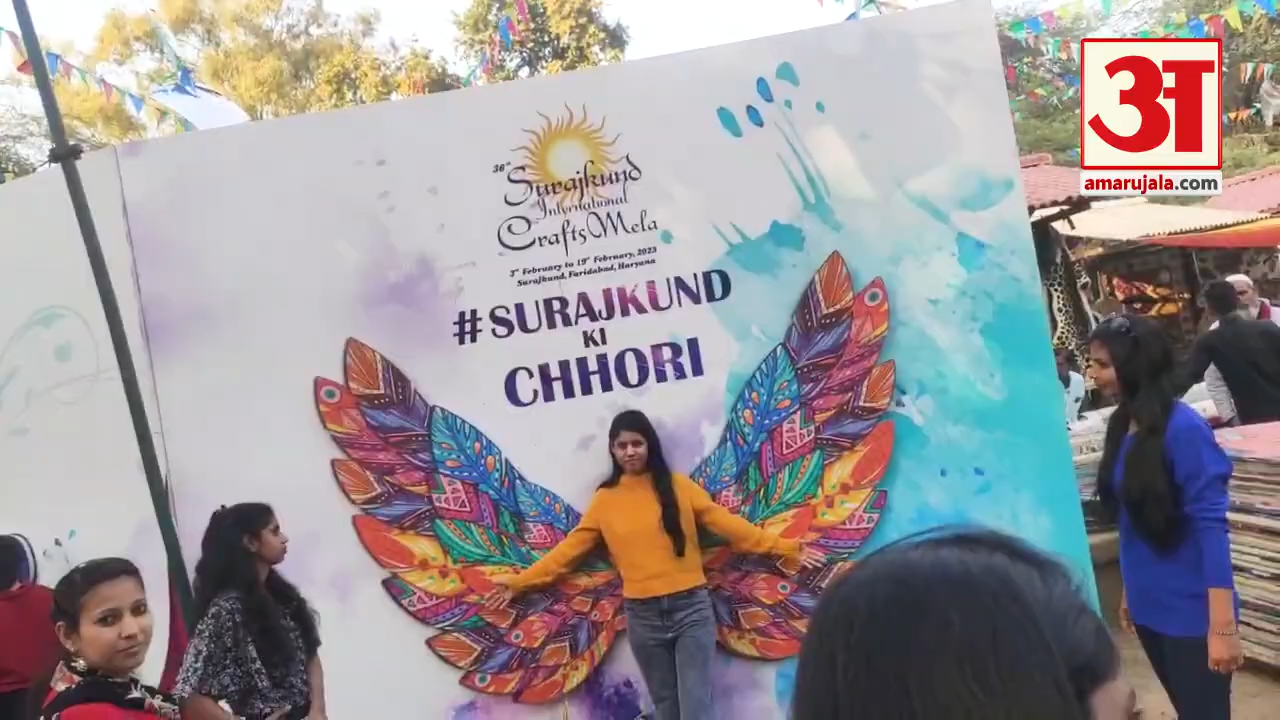 अ
amarujala.com
36th
Surajkund
International
Crafts Mela
3rd February to 19th February, 2023
Surajkund, Faridabad, Haryana
#SURAJKUND
KI
CHHORI